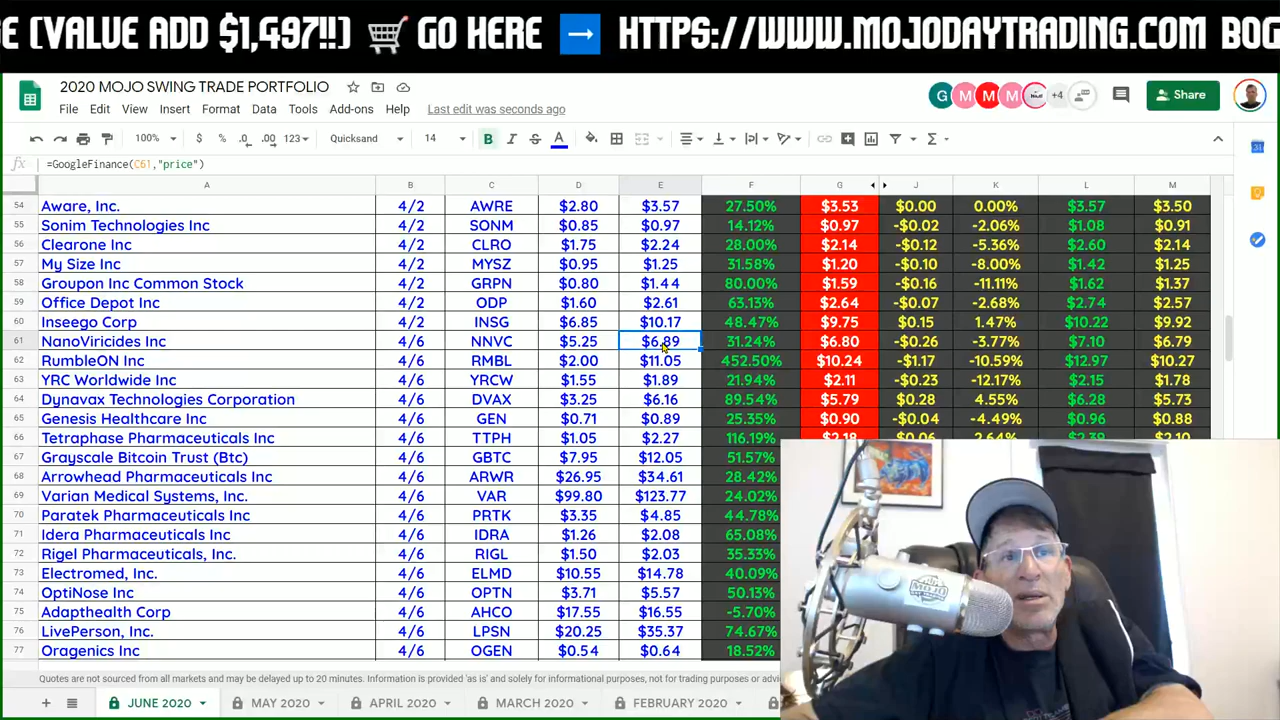 E (VALUE ADD $1,497!!) 🛒 GO HERE ➡ HTTPS://WWW.MOJODAYTRADING.COM BOG
2020 MOJO SWING TRADE PORTFOLIO
G M M M +4 Share
File Edit View Insert Format Data Tools Add-ons Help Last edit was seconds ago
100% $ % .0 .00 123 Quicksand 14 B I S A
fx =GoogleFinance(C61,"price")
A B C D E F G J K L M
54 Aware, Inc. 4/2 AWRE $2.80 $3.57 27.50% $3.53 $0.00 0.00% $3.57 $3.50
55 Sonim Technologies Inc 4/2 SONM $0.85 $0.97 14.12% $0.97 -$0.02 -2.06% $1.08 $0.91
56 Clearone Inc 4/2 CLRO $1.75 $2.24 28.00% $2.14 -$0.12 -5.36% $2.60 $2.14
57 My Size Inc 4/2 MYSZ $0.95 $1.25 31.58% $1.20 -$0.10 -8.00% $1.42 $1.25
58 Groupon Inc Common Stock 4/2 GRPN $0.80 $1.44 80.00% $1.59 -$0.16 -11.11% $1.62 $1.37
59 Office Depot Inc 4/2 ODP $1.60 $2.61 63.13% $2.64 -$0.07 -2.68% $2.74 $2.57
60 Inseego Corp 4/2 INSG $6.85 $10.17 48.47% $9.75 $0.15 1.47% $10.22 $9.92
61 NanoViricides Inc 4/6 NNVC $5.25 $6.89 31.24% $6.80 -$0.26 -3.77% $7.10 $6.79
62 RumbleON Inc 4/6 RMBL $2.00 $11.05 452.50% $10.24 -$1.17 -10.59% $12.97 $10.27
63 YRC Worldwide Inc 4/6 YRCW $1.55 $1.89 21.94% $2.11 -$0.23 -12.17% $2.15 $1.78
64 Dynavax Technologies Corporation 4/6 DVAX $3.25 $6.16 89.54% $5.79 $0.28 4.55% $6.28 $5.73
65 Genesis Healthcare Inc 4/6 GEN $0.71 $0.89 25.35% $0.90 -$0.04 -4.49% $0.96 $0.88
66 Tetraphase Pharmaceuticals Inc 4/6 TTPH $1.05 $2.27 116.19% $2.18 $0.06 2.64% $2.39 $2.10
67 Grayscale Bitcoin Trust (Btc) 4/6 GBTC $7.95 $12.05 51.57%
68 Arrowhead Pharmaceuticals Inc 4/6 ARWR $26.95 $34.61 28.42%
69 Varian Medical Systems, Inc. 4/6 VAR $99.80 $123.77 24.02%
70 Paratek Pharmaceuticals Inc 4/6 PRTK $3.35 $4.85 44.78%
71 Idera Pharmaceuticals Inc 4/6 IDRA $1.26 $2.08 65.08%
72 Rigel Pharmaceuticals, Inc. 4/6 RIGL $1.50 $2.03 35.33%
73 Electromed, Inc. 4/6 ELMD $10.55 $14.78 40.09%
74 OptiNose Inc 4/6 OPTN $3.71 $5.57 50.13%
75 Adapthealth Corp 4/6 AHCO $17.55 $16.55 -5.70%
76 LivePerson, Inc. 4/6 LPSN $20.25 $35.37 74.67%
77 Oragenics Inc 4/6 OGEN $0.54 $0.64 18.52%
MOJO
Quotes are not sourced from all markets and may be delayed up to 20 minutes. Information is provided 'as is' and solely for informational purposes, not for trading purposes or advi
+ JUNE 2020 MAY 2020 APRIL 2020 MARCH 2020 FEBRUARY 2020